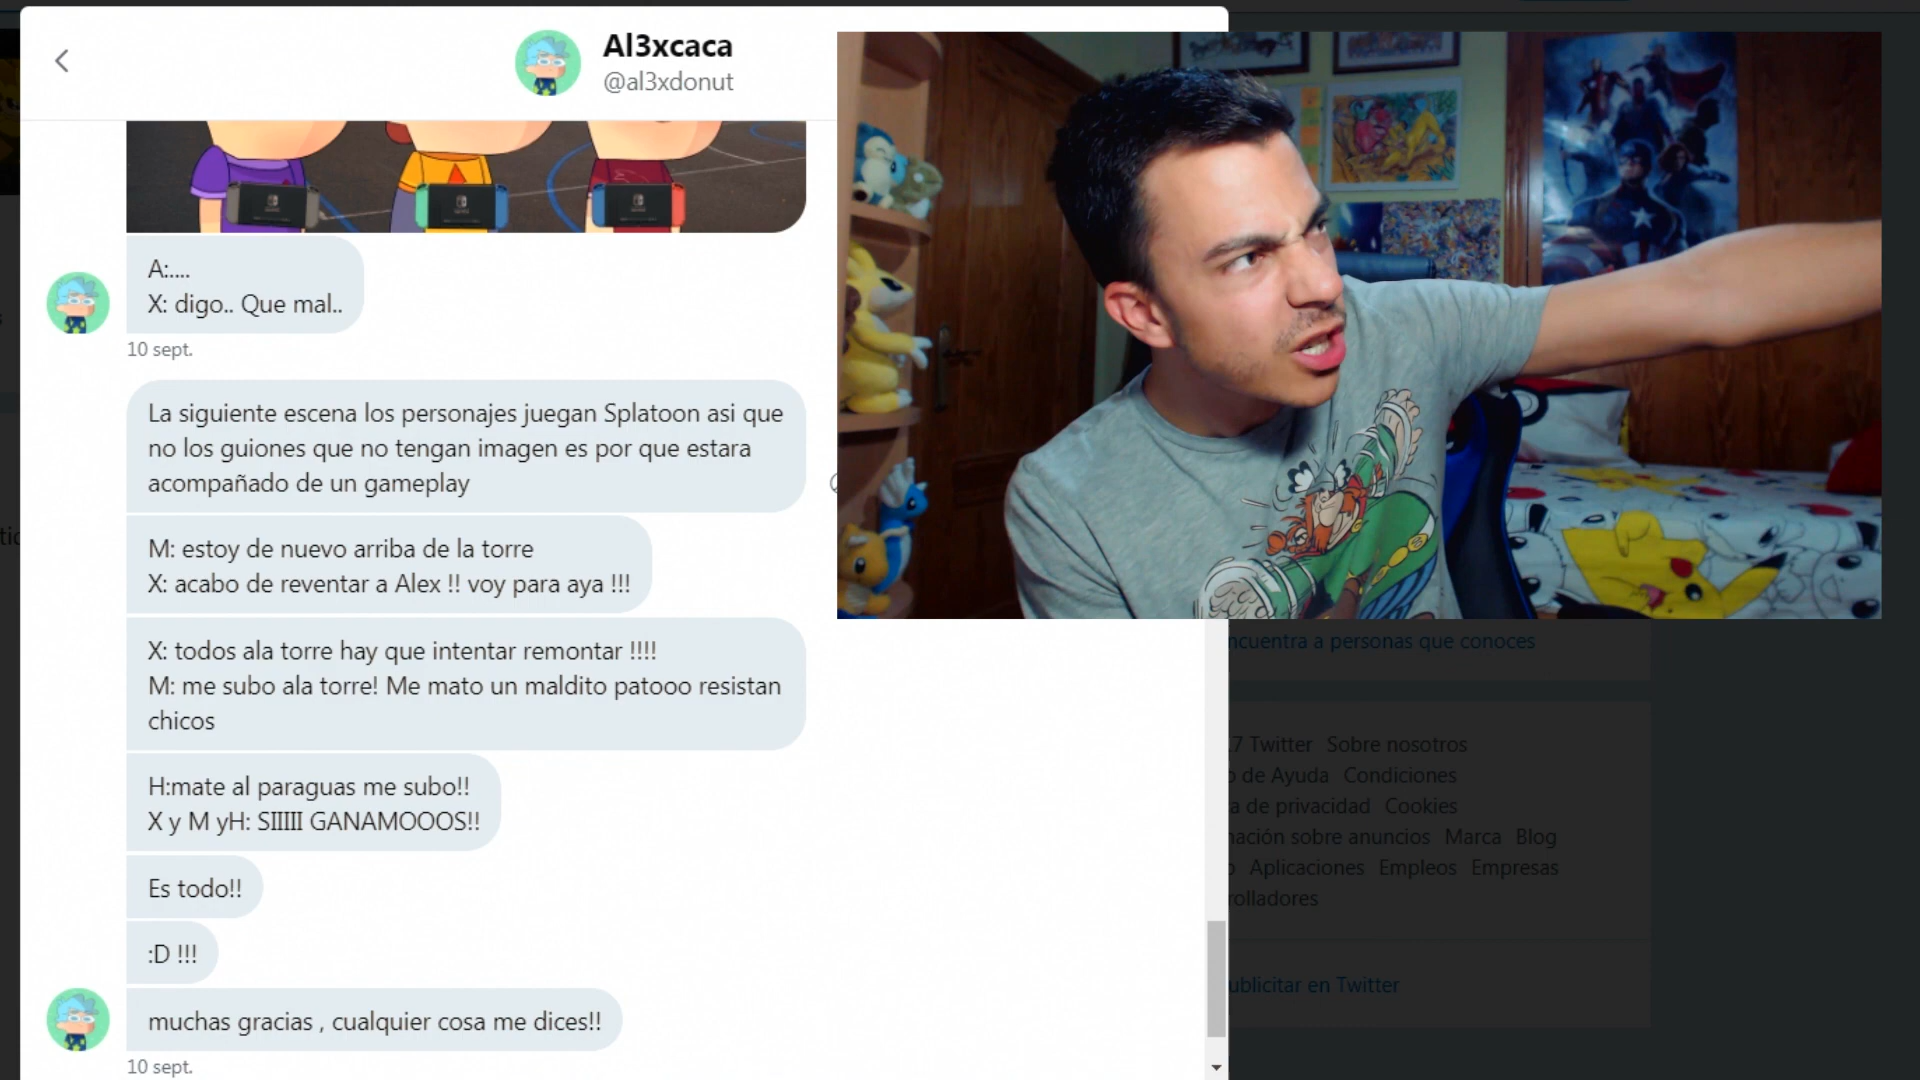 Al3xcaca
@al3xdonut
A:....
X: digo.. Que mal..
10 sept.
La siguiente escena los personajes juegan Splatoon asi que
no los guiones que no tengan imagen es por que estara
acompañado de un gameplay
M: estoy de nuevo arriba de la torre
X: acabo de reventar a Alex !! voy para aya !!!
X: todos ala torre hay que intentar remontar !!!!
M: me subo ala torre! Me mato un maldito patooo resistan
chicos
H:mate al paraguas me subo!!
X y M yH: SIIIII GANAMOOOS!!
Es todo!!
:D !!!
muchas gracias , cualquier cosa me dices!!
10 sept.
ncuentra a personas que conoces
7 Twitter Sobre nosotros
o de Ayuda Condiciones
a de privacidad Cookies
mación sobre anuncios Marca Blog
Aplicaciones Empleos Empresas
rolladores
ublicitar en Twitter